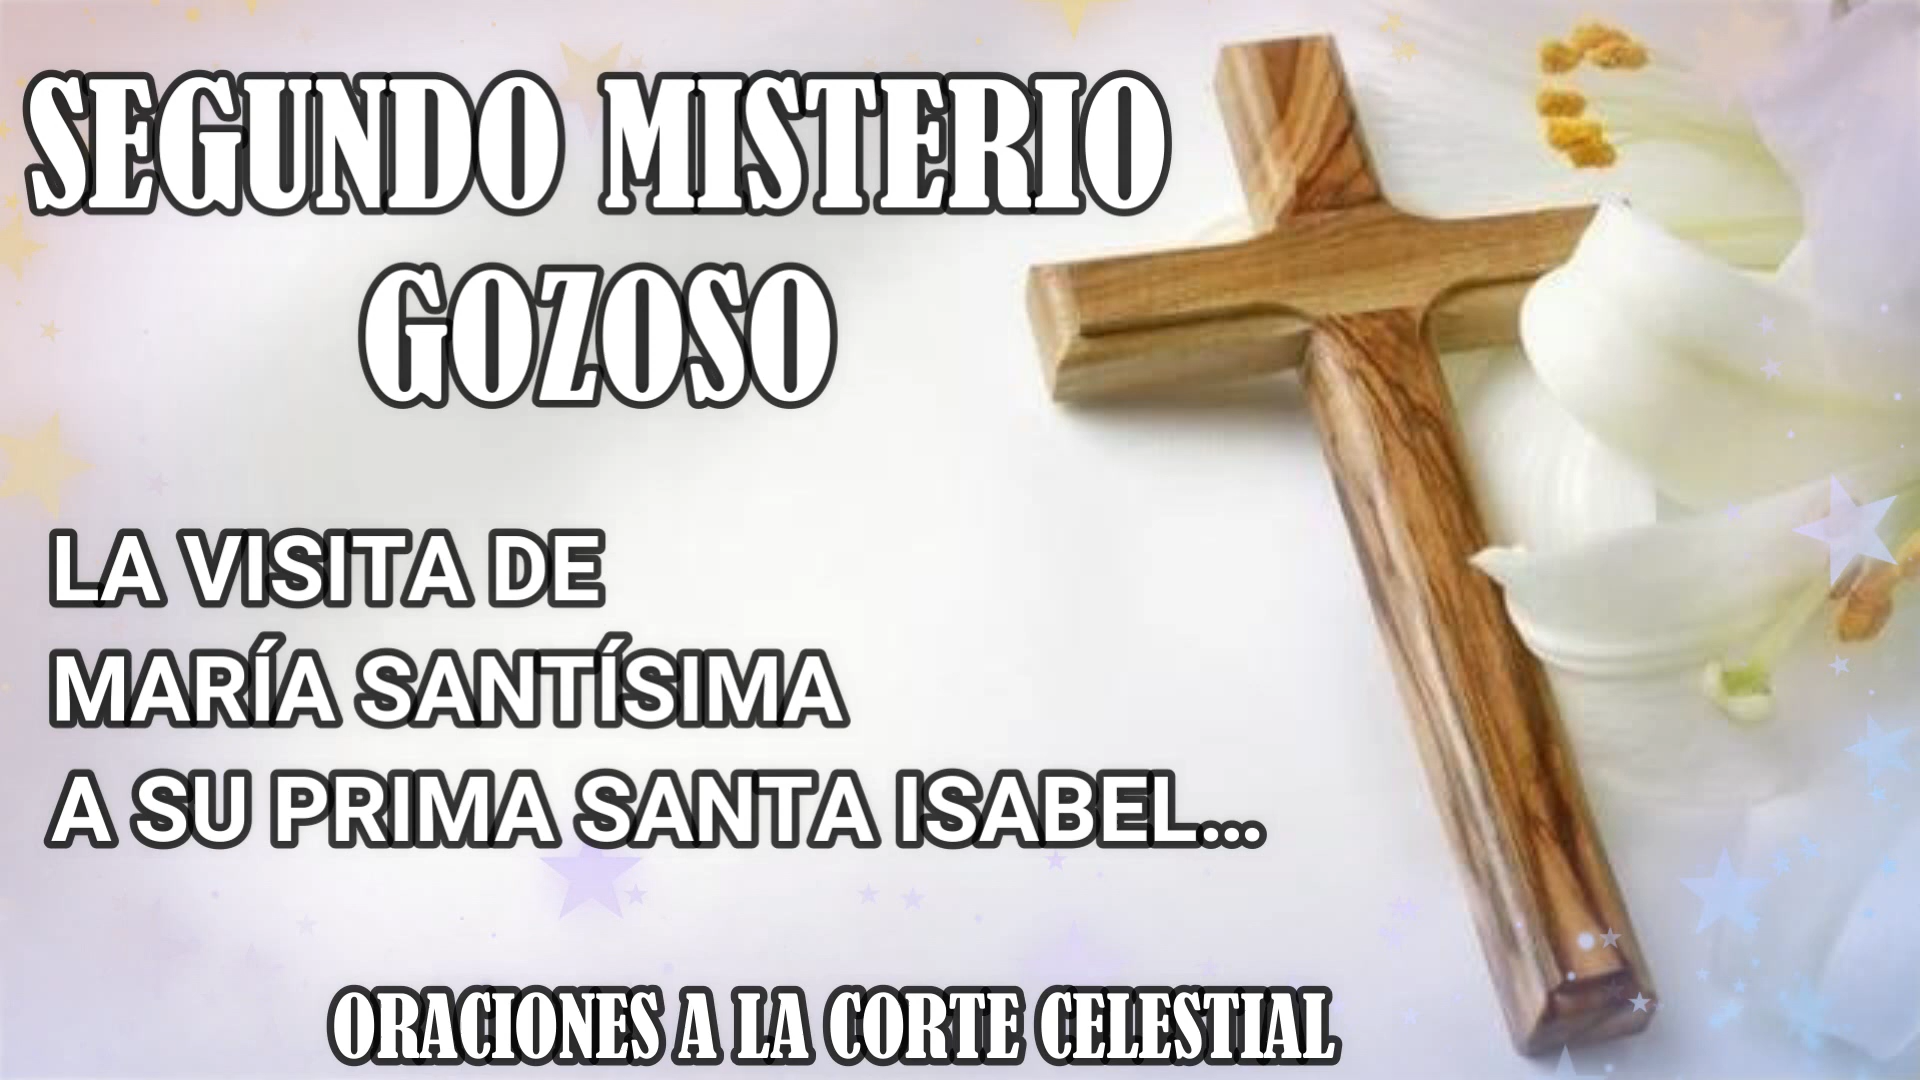 SEGUNDO MISTERIO
GOZOSO
LA VISITA DE
MARÍA SANTÍSIMA
A SU PRIMA SANTA ISABEL...
ORACIONES A LA CORTE CELESTIAL